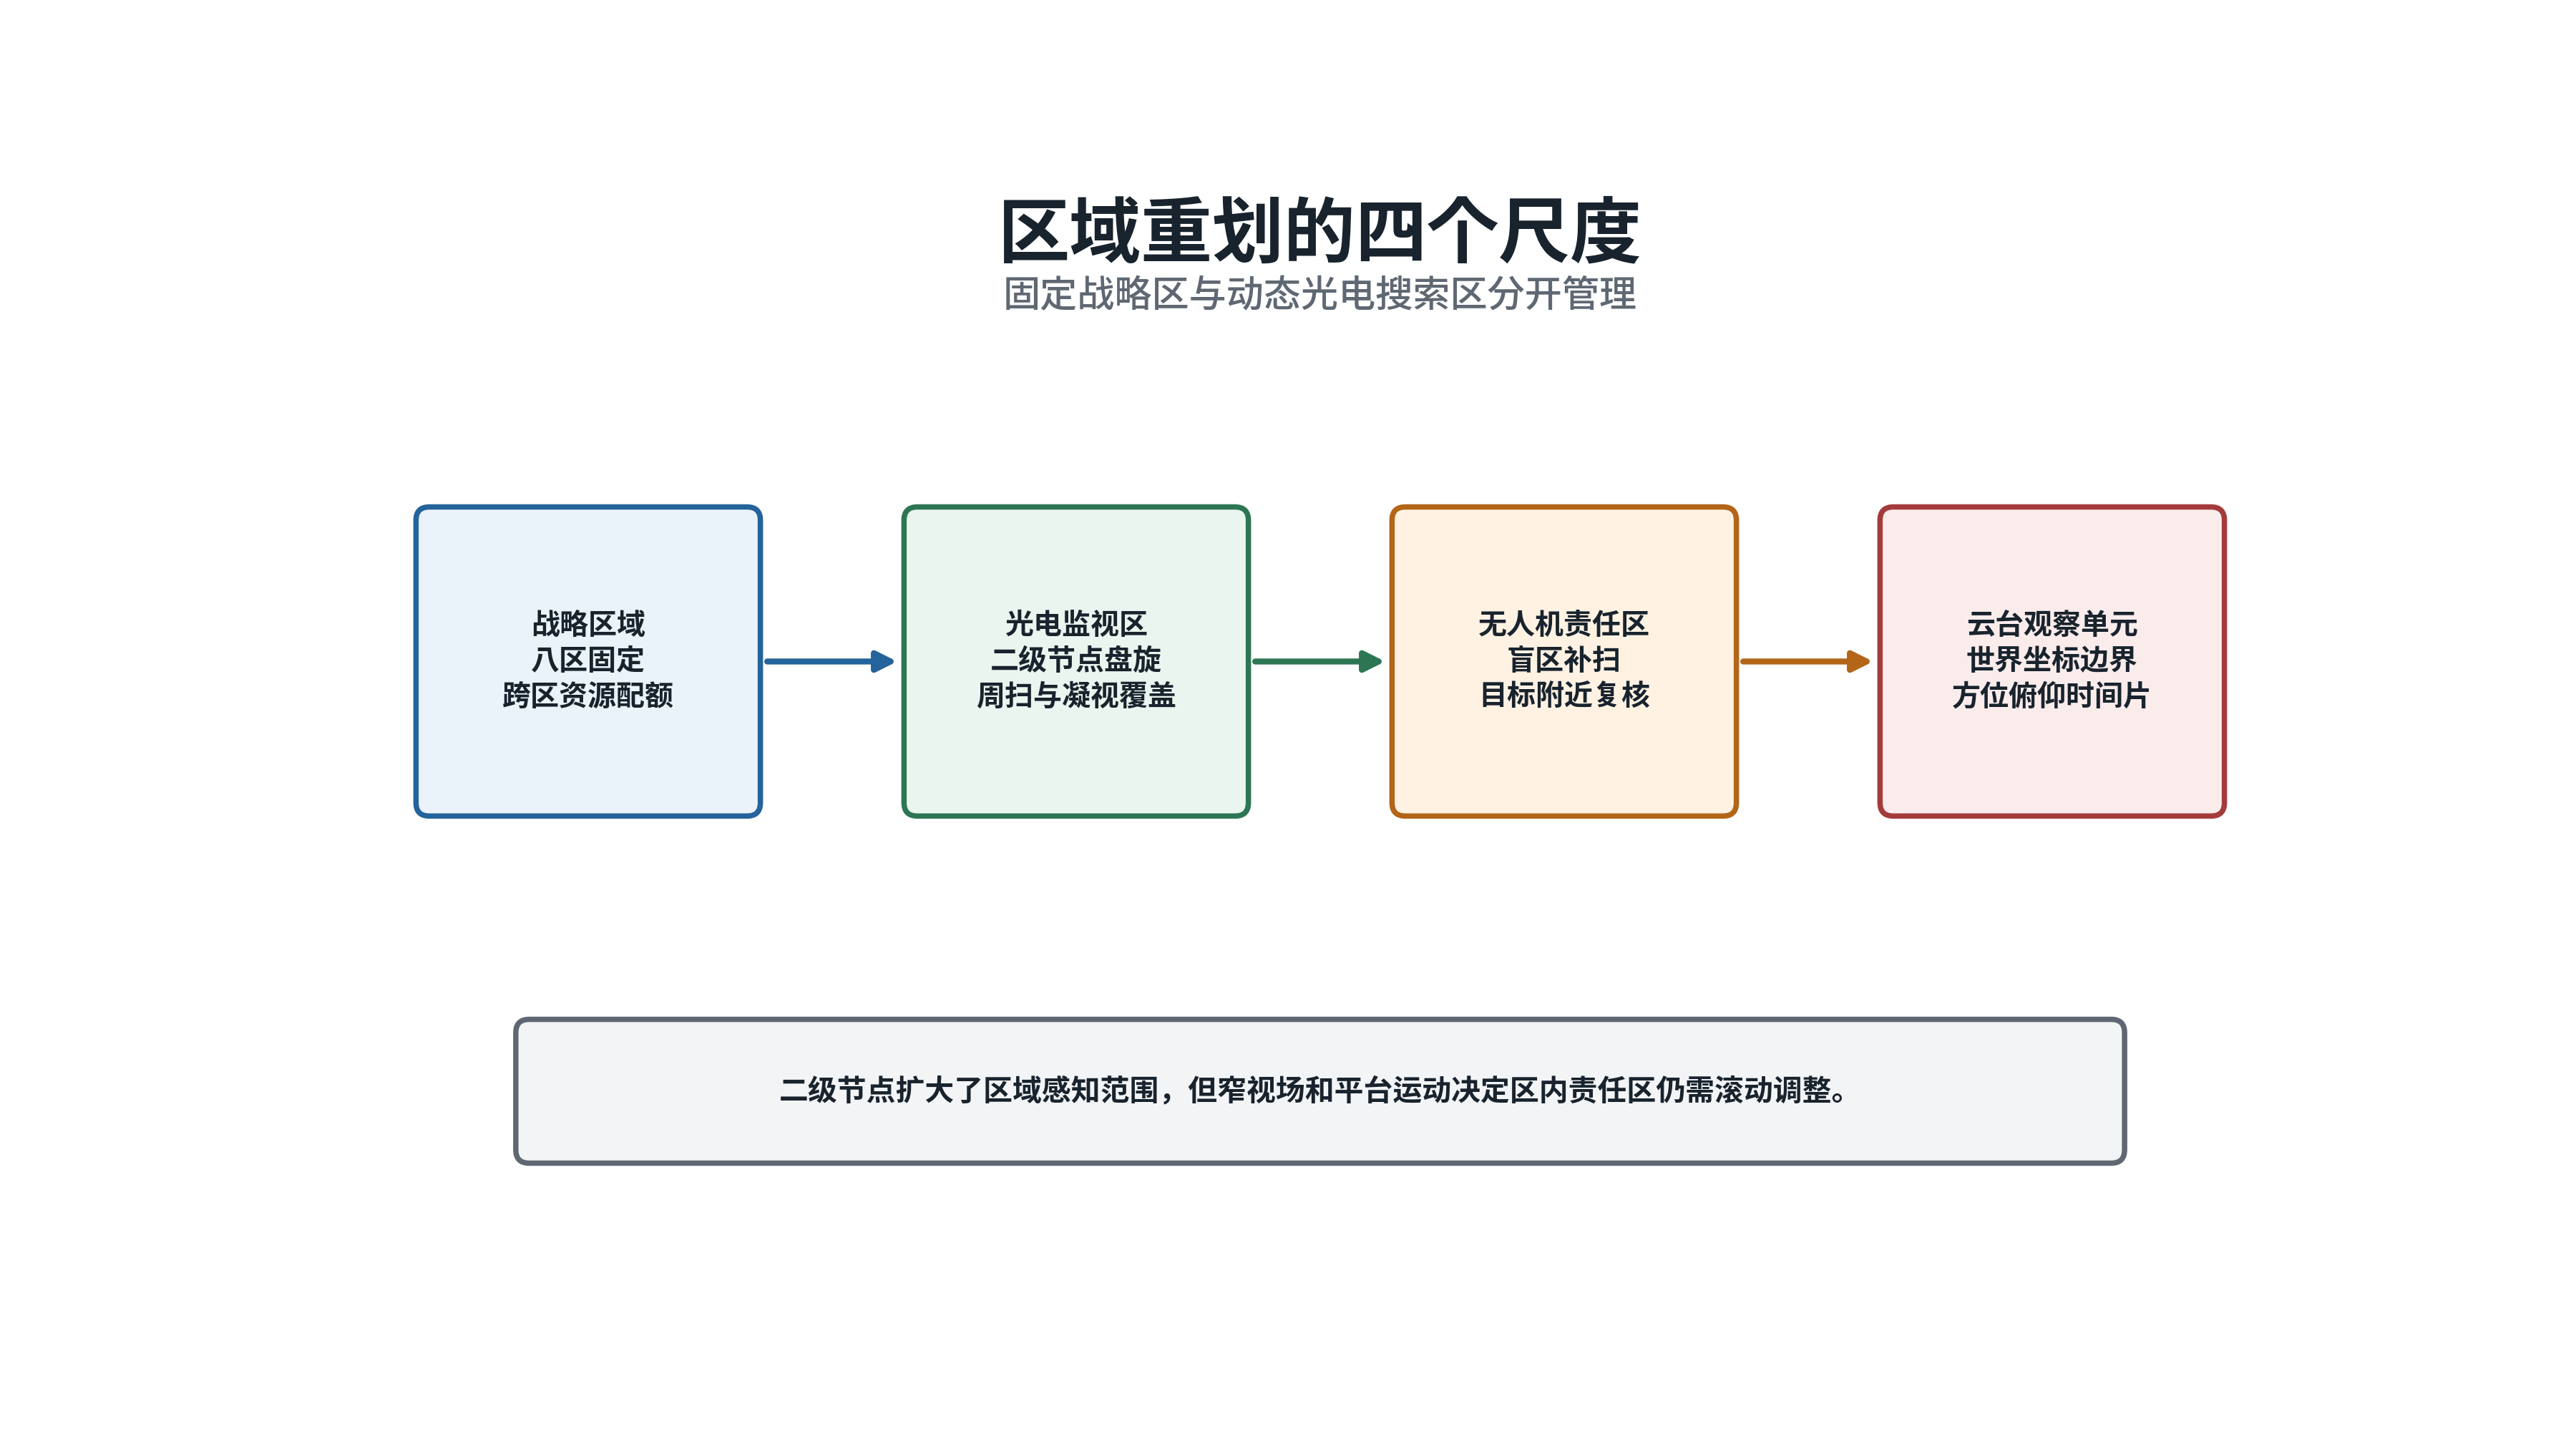 区域重划的四个尺度
固定战略区与动态光电搜索区分开管理
战略区域
八区固定
跨区资源配额
光电监视区
二级节点盘旋
周扫与凝视覆盖
无人机责任区
盲区补扫
目标附近复核
云台观察单元
世界坐标边界
方位俯仰时间片
二级节点扩大了区域感知范围，但窄视场和平台运动决定区内责任区仍需滚动调整。